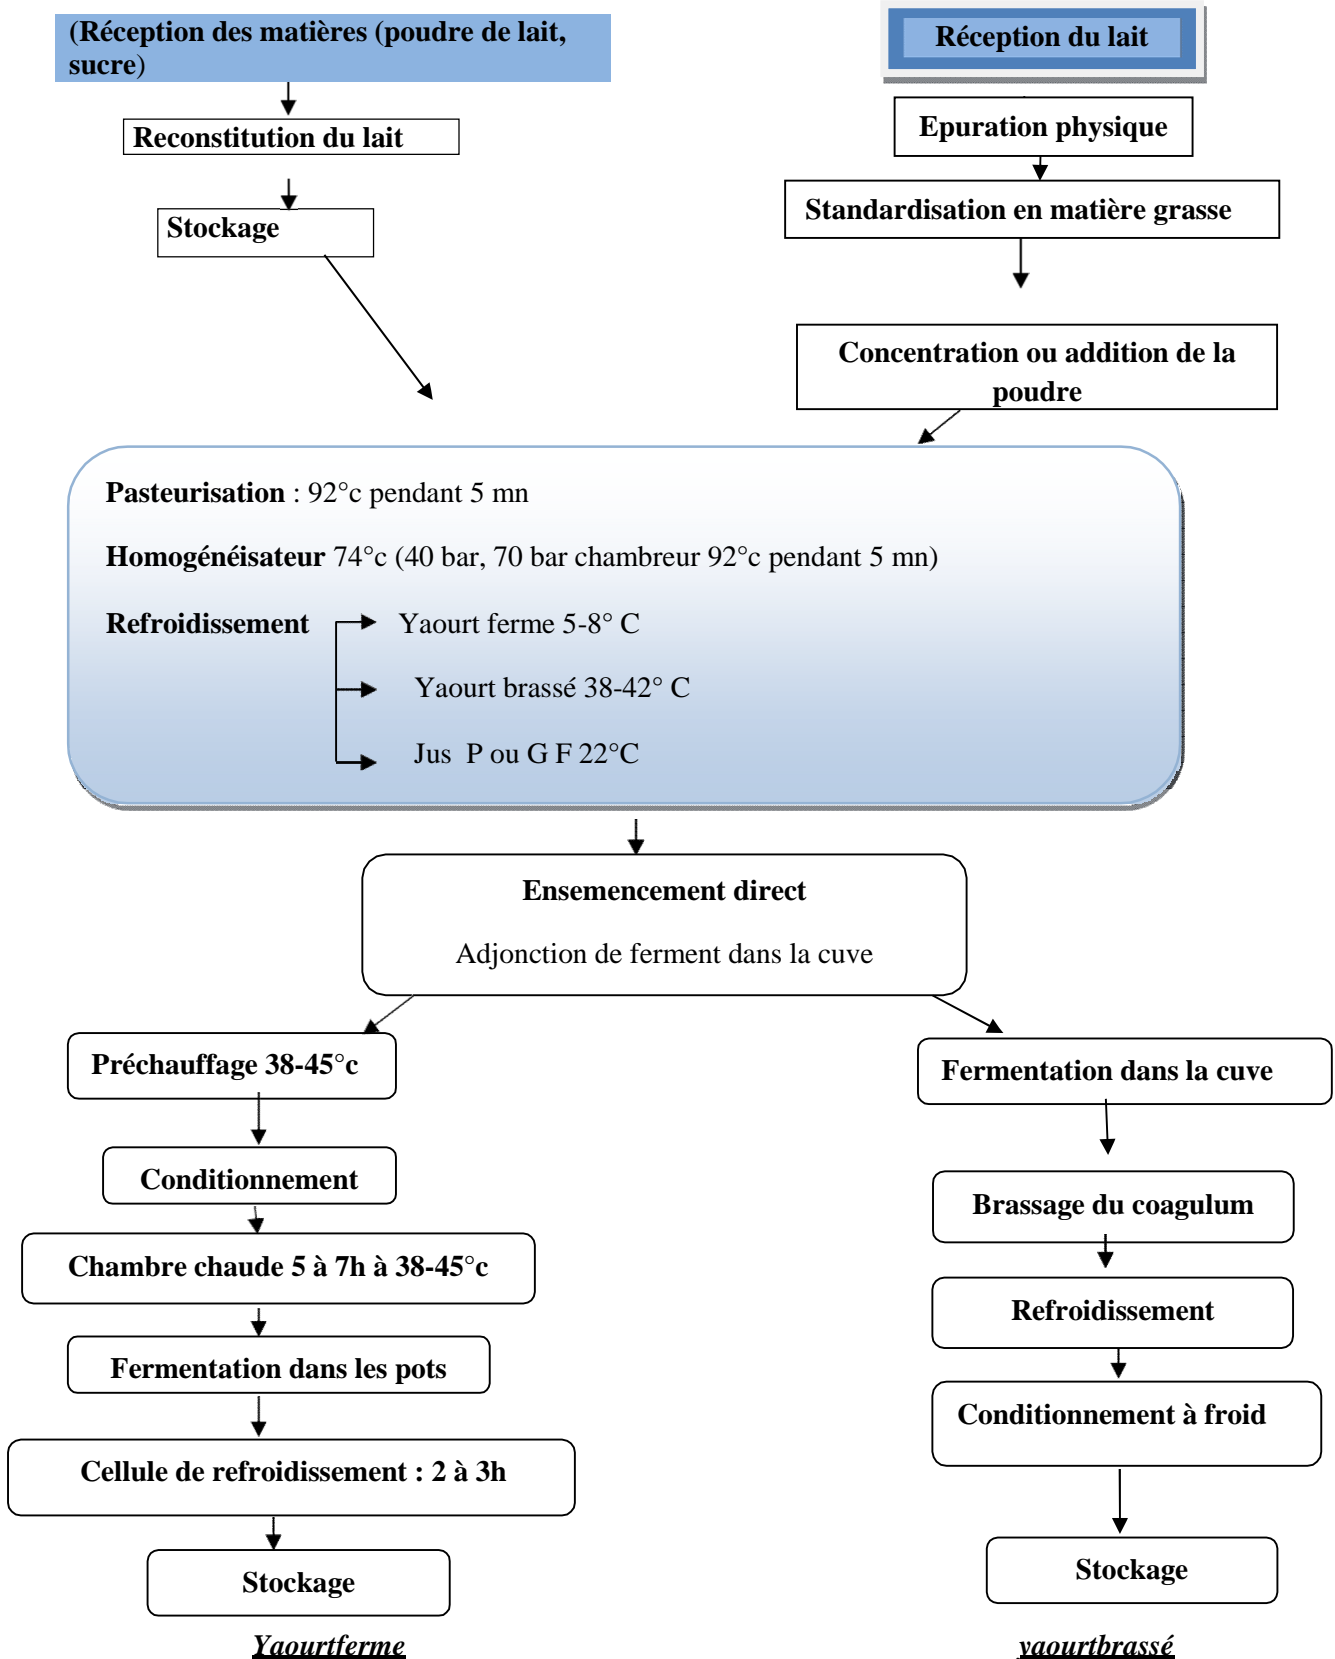 (Réception des matières (poudre de lait,
sucre)
Reconstitution du lait
Stockage
Réception du lait
Epuration physique
Standardisation en matière grasse
Concentration ou addition de la
poudre
Pasteurisation : 92°c pendant 5 mn
Homogénéisateur 74°c (40 bar, 70 bar chambreur 92°c pendant 5 mn)
Refroidissement
Yaourt ferme 5-8° C
Yaourt brassé 38-42° C
Jus P ou G F 22°C
Ensemencement direct
Adjonction de ferment dans la cuve
Préchauffage 38-45°c
Conditionnement
Chambre chaude 5 à 7h à 38-45°c
Fermentation dans les pots
Cellule de refroidissement : 2 à 3h
Stockage
Yaourtferme
Fermentation dans la cuve
Brassage du coagulum
Refroidissement
Conditionnement à froid
Stockage
yaourtbrassé